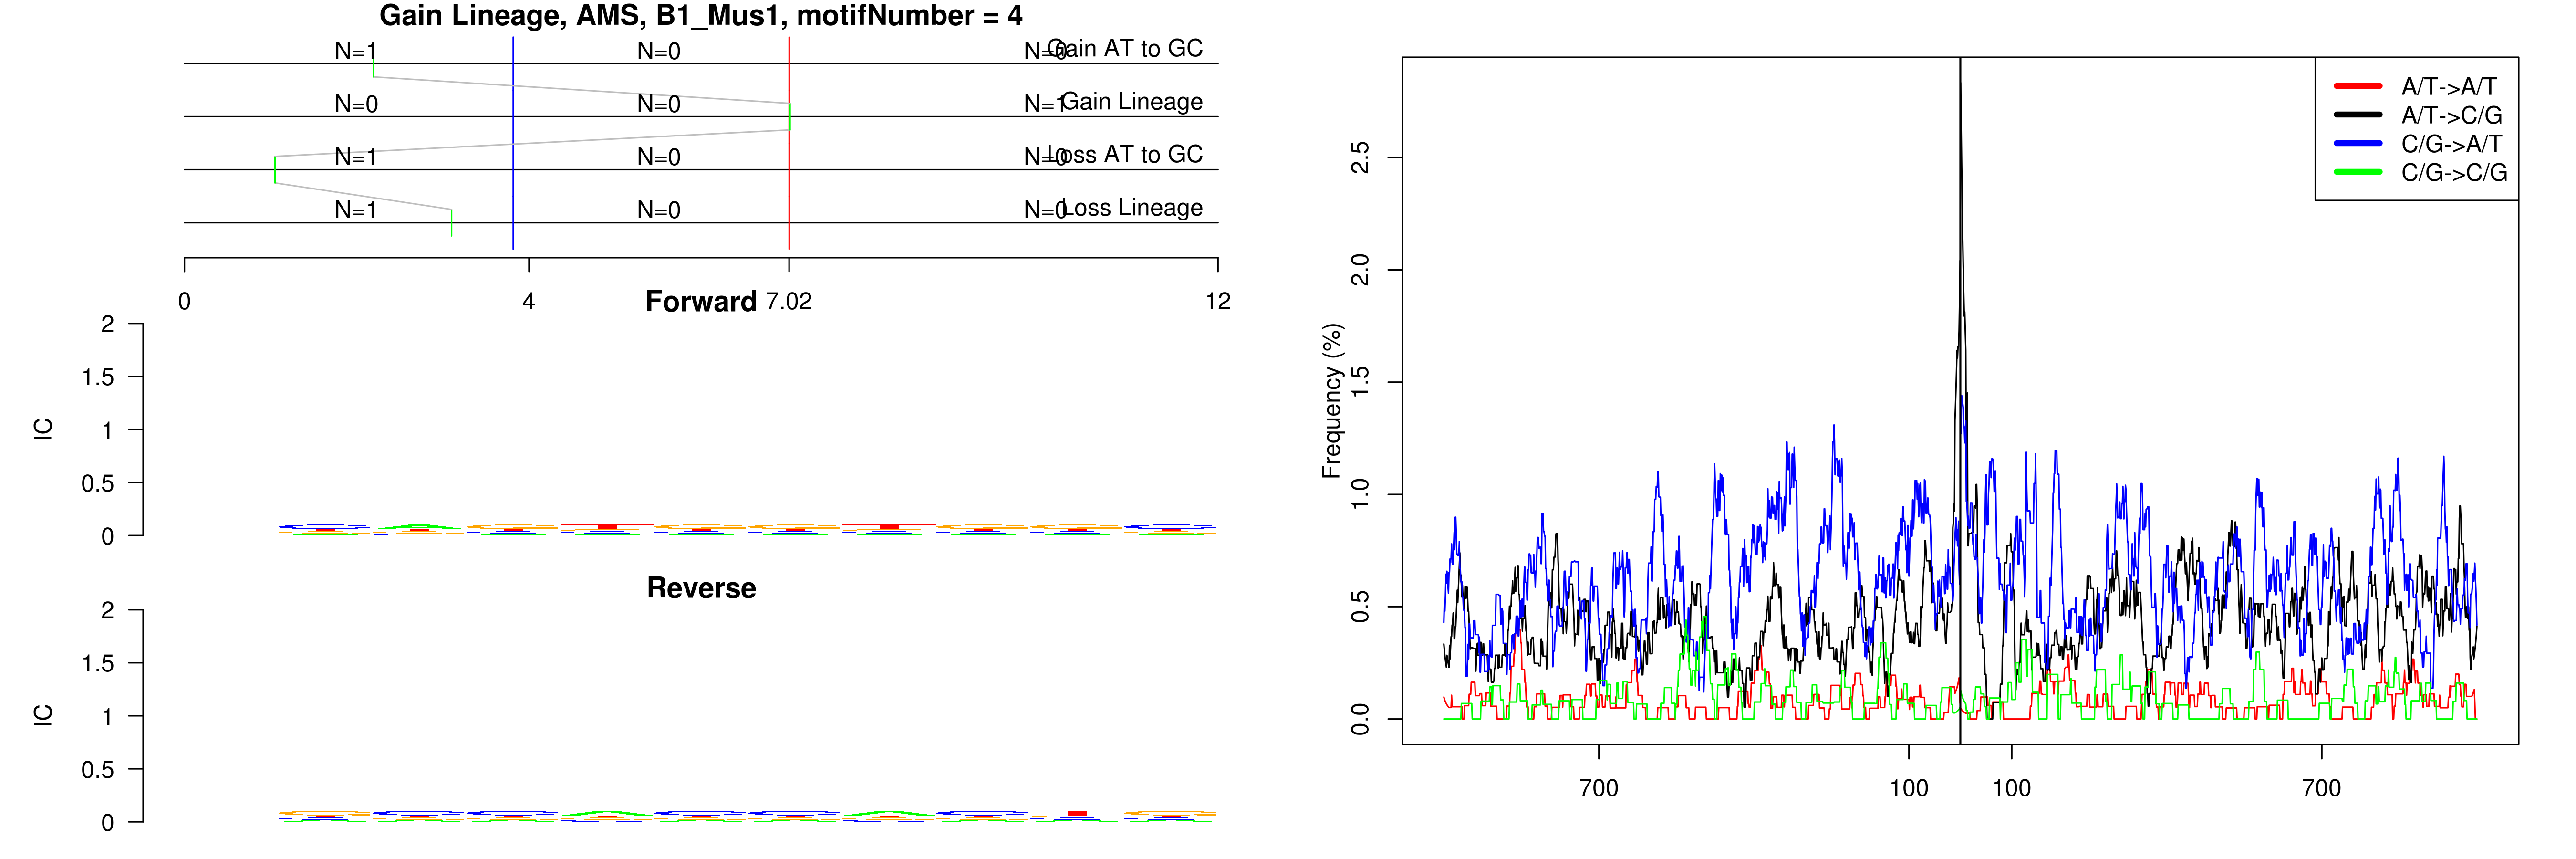 Gain Lineage, AMS, B1_Mus1, motifNumber = 4
N=1 N=0 N=0 Gain AT to GC
N=0 N=0 N=1 Gain Lineage
N=1 N=0 N=0 Loss AT to GC
N=1 N=0 N=0 Loss Lineage
0 4 7.02 12
Forward
2
1.5
1
0.5
0
IC
C A G T G G T G G C
Reverse
2
1.5
1
0.5
0
IC
G C C A C C A C T G
A/T->A/T
A/T->C/G
C/G->A/T
C/G->C/G
Frequency (%)
2.5
2.0
1.5
1.0
0.5
0.0
700 100 100 700